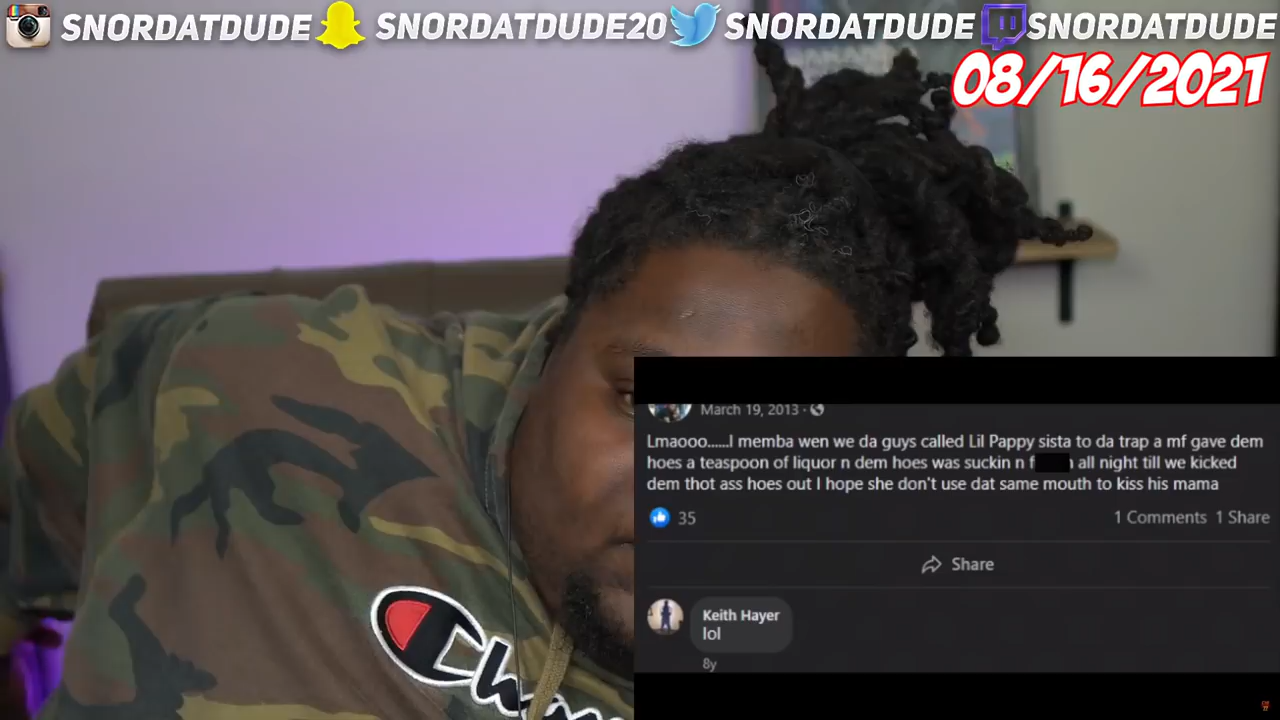 SNORDATDUDE SNORDATDUDE20 SNORDATDUDE SNORDATDUDE
08/16/2021
March 19, 2013 ·
Lmaooo......I memba wen we da guys called Lil Pappy sista to da trap a mf gave dem
hoes a teaspoon of liquor n dem hoes was suckin n f all night till we kicked
dem thot ass hoes out I hope she don't use dat same mouth to kiss his mama
35 1 Comments 1 Share
Share
Keith Hayer
lol
8y